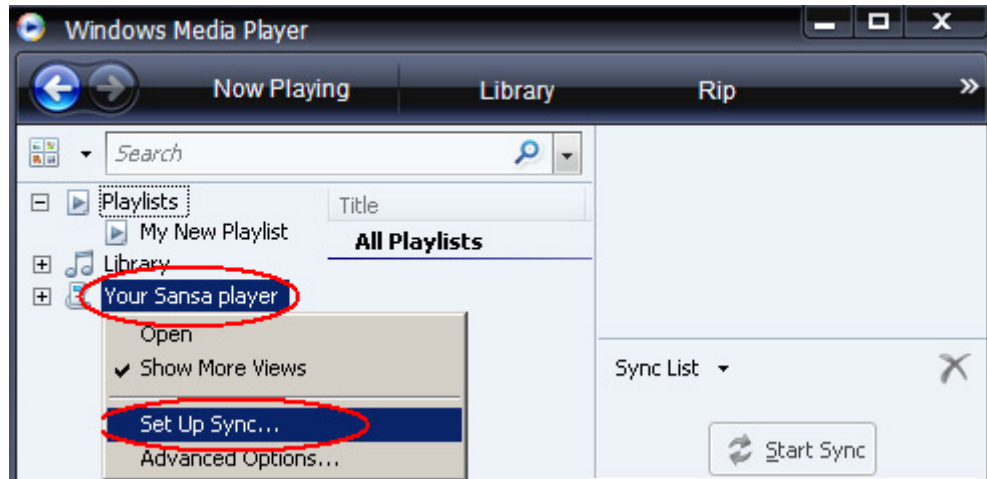 Windows Media Player
Now Playing Library Rip »
Search
Playlists Title
My New Playlist All Playlists
Library
Your Sansa player
Open
Show More Views Sync List
Set Up Sync...
Advanced Options... Start Sync